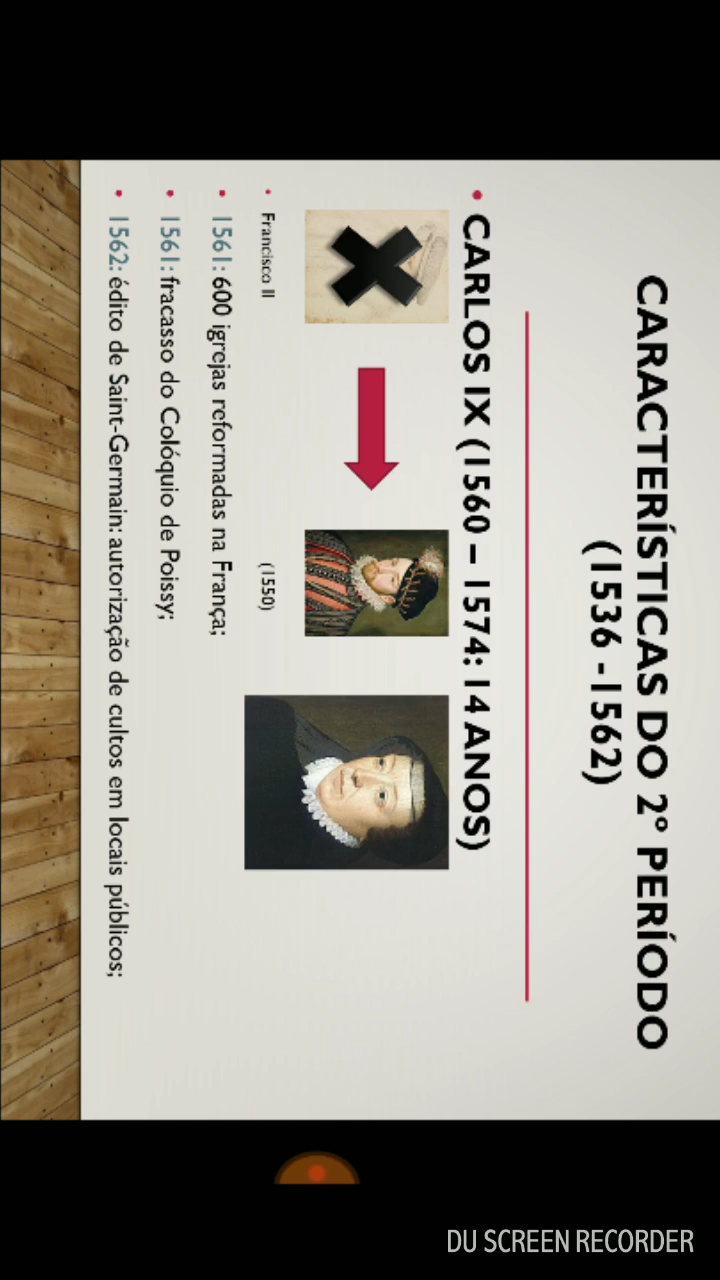 CARACTERÍSTICAS DO 2º PERÍODO
(1536 -1562)
• CARLOS IX (1560 – 1574: 14 ANOS)
• Francisco II (1550)
• 1561: 600 igrejas reformadas na França;
• 1561: fracasso do Colóquio de Poissy;
• 1562: édito de Saint-Germain: autorização de cultos em locais públicos;
DU SCREEN RECORDER